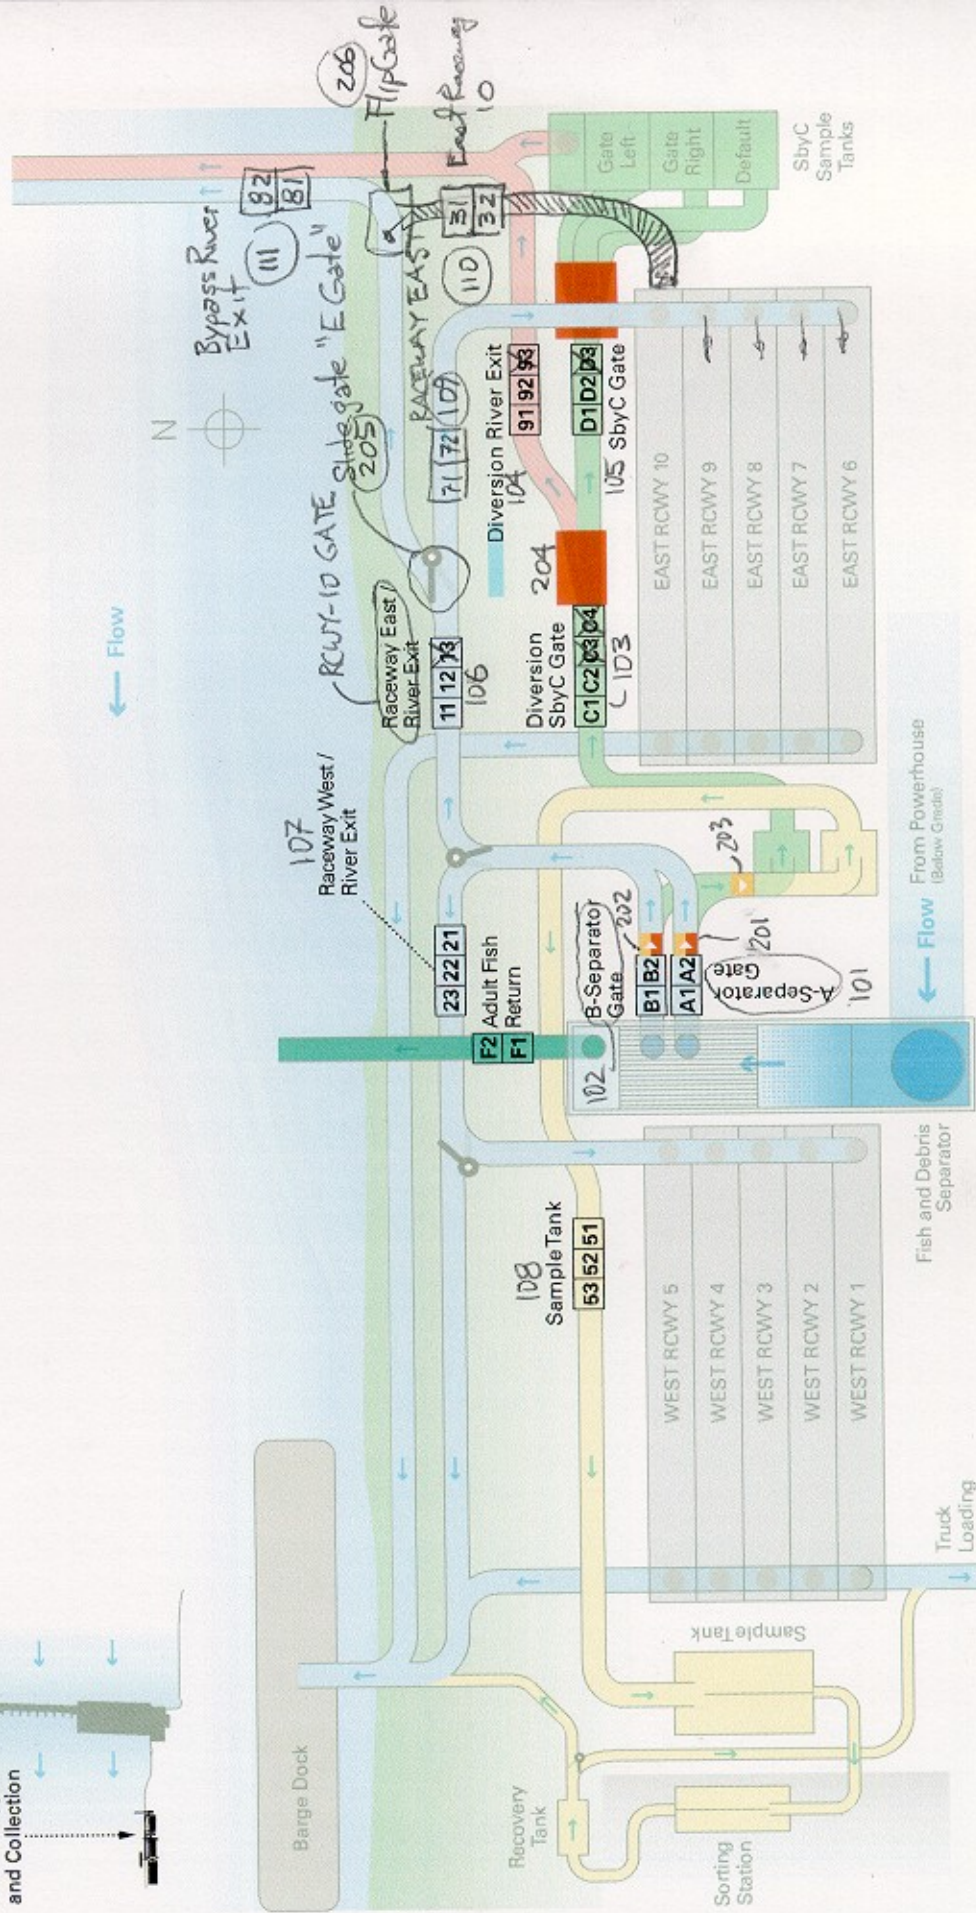 and Collection
Flow
N
Bypass River
Exit
111
82
81
206
FlipGate
East Raceway
10
31
32
110
RACEWAY EAST
Slide gate "E Gate"
205
RCWY-10 GATE
71 72
109
Raceway East/
River Exit
11 12 13
106
107
Raceway West/
River Exit
23 22 21
Adult Fish
Return
F2
F1
Diversion River Exit
104
91 92 93
204
Diversion
SbyC Gate
C1 C2 C3 C4
103
D1 D2 D3
105 SbyC Gate
Gate
Left
Gate
Right
Default
SbyC
Sample
Tanks
EAST RCWY 10
EAST RCWY 9
EAST RCWY 8
EAST RCWY 7
EAST RCWY 6
B-Separator
Gate
102
202
B1 B2
A1 A2
201
203
A-Separator
Gate
101
Flow
From Powerhouse
(Below Grade)
Fish and Debris
Separator
108
Sample Tank
53 52 51
WEST RCWY 5
WEST RCWY 4
WEST RCWY 3
WEST RCWY 2
WEST RCWY 1
Barge Dock
Recovery
Tank
Sorting
Station
Sample Tank
Truck
Loading